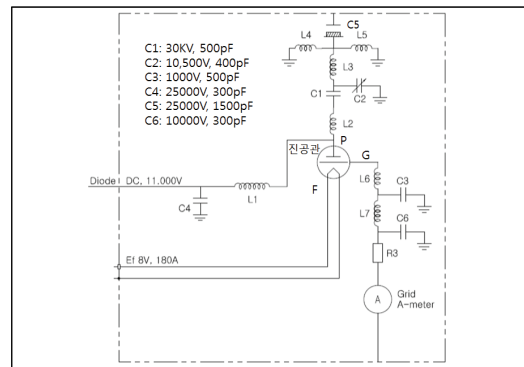 C5
L4
L5
C1: 30KV, 500pF
C2: 10,500V, 400pF
C3: 1000V, 500pF
C4: 25000V, 300pF
C5: 25000V, 1500pF
C6: 10000V, 300pF
L3
C1
C2
L2
진공관
P
G
Diode
DC, 11.000V
L1
F
L6
C3
C4
L7
C6
Ef 8V, 180A
R3
A
Grid
A-meter